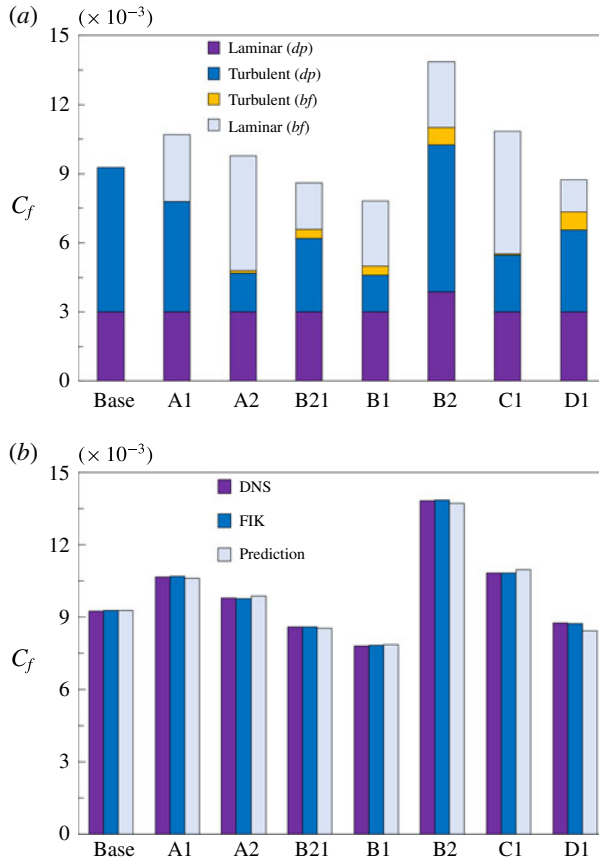 (a)
(× 10⁻³)
15
Laminar (dp)
Turbulent (dp)
Turbulent (bf)
Laminar (bf)
12
9
C_f
6
3
0
Base A1 A2 B21 B1 B2 C1 D1
(b)
(× 10⁻³)
15
DNS
FIK
Prediction
12
9
C_f
6
3
0
Base A1 A2 B21 B1 B2 C1 D1